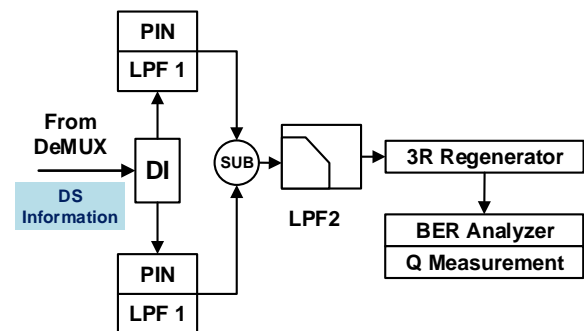 PIN
LPF 1
From
DeMUX
DI
DS
Information
SUB
LPF2
3R Regenerator
BER Analyzer
Q Measurement
PIN
LPF 1